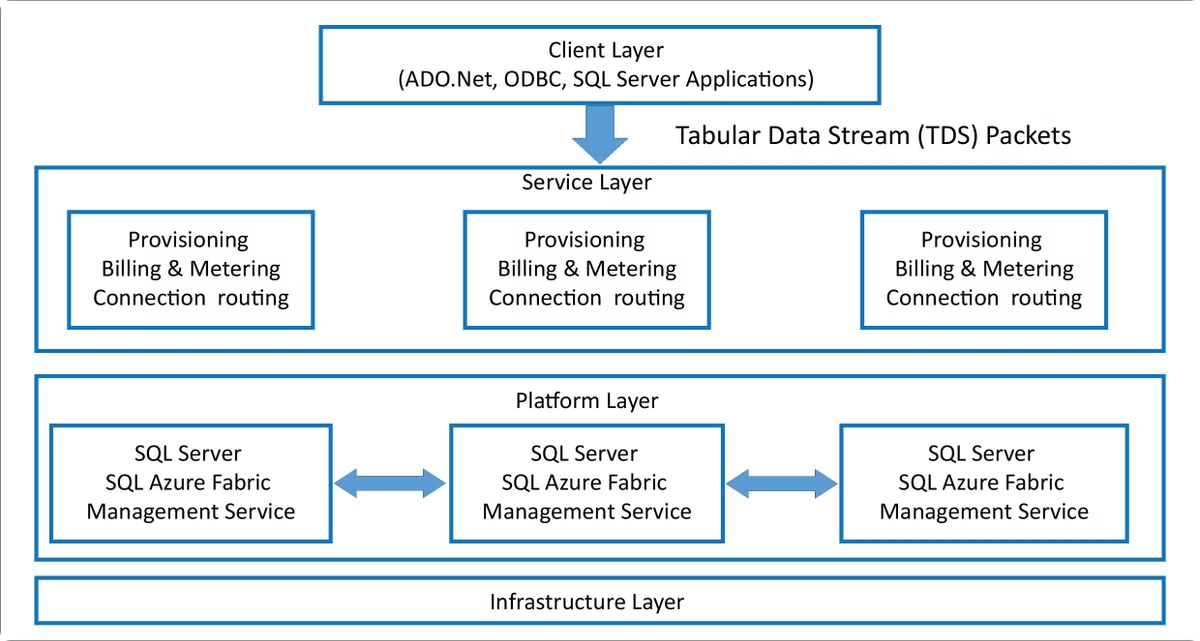 Client Layer
(ADO.Net, ODBC, SQL Server Applications)
Tabular Data Stream (TDS) Packets
Service Layer
Provisioning
Billing & Metering
Connection routing
Provisioning
Billing & Metering
Connection routing
Provisioning
Billing & Metering
Connection routing
Platform Layer
SQL Server
SQL Azure Fabric
Management Service
SQL Server
SQL Azure Fabric
Management Service
SQL Server
SQL Azure Fabric
Management Service
Infrastructure Layer